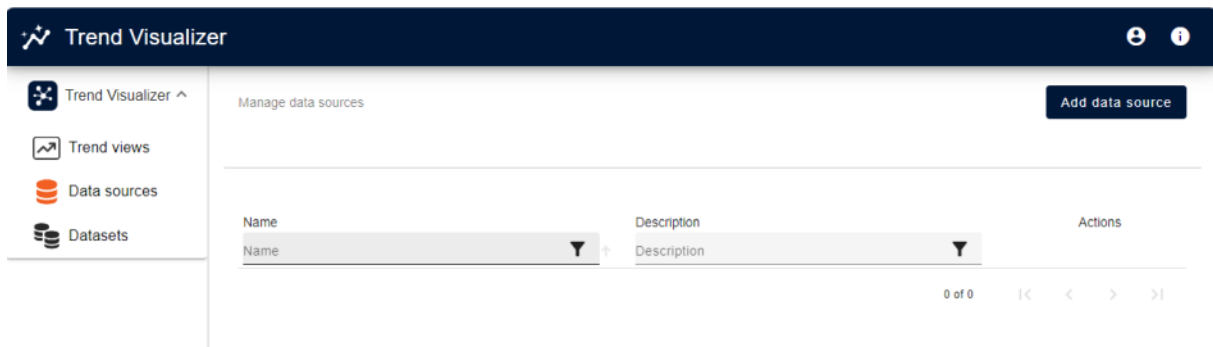 Trend Visualizer
Trend Visualizer
Manage data sources
Add data source
Trend views
Data sources
Datasets
Name Description Actions
Name Description
0 of 0